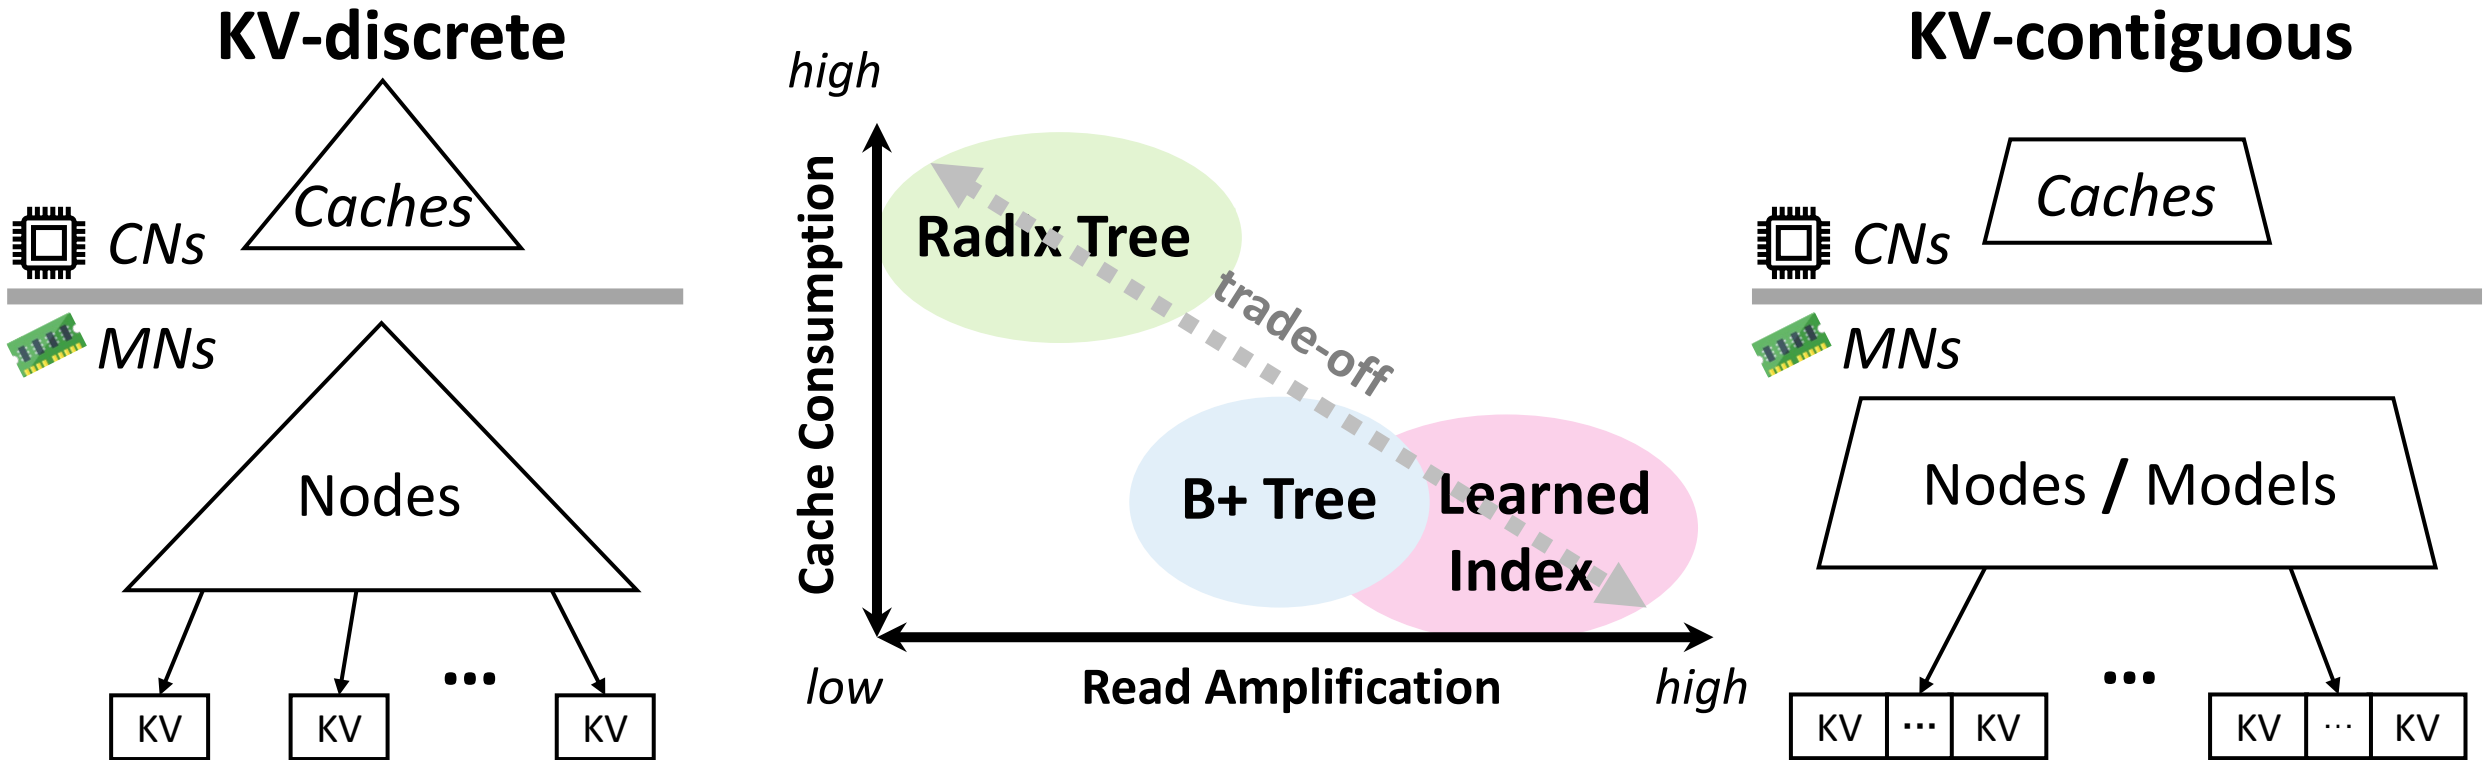 KV-discrete
Caches
CNs
MNs
Nodes
...
KV
KV
KV
high
Cache Consumption
Radix Tree
trade-off
B+ Tree
Learned
Index
low
Read Amplification
high
KV-contiguous
Caches
CNs
MNs
Nodes / Models
...
KV ... KV
KV ... KV